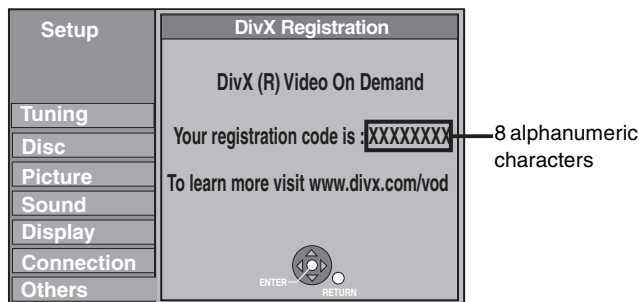 Setup
DivX Registration
DivX (R) Video On Demand
Tuning
Your registration code is : XXXXXXXX
8 alphanumeric
characters
Disc
Picture
To learn more visit www.divx.com/vod
Sound
Display
Connection
Others
ENTER
RETURN